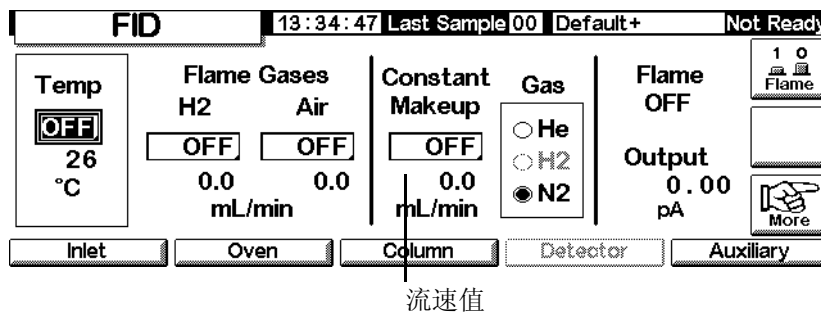 FID 13:34:47 Last Sample 00 Default+ Not Ready
Temp
OFF
26
°C
Flame Gases
H2 Air
OFF OFF
0.0 0.0
mL/min
Constant
Makeup
OFF
0.0
mL/min
Gas
He
H2
N2
Flame
OFF
Output
0.00
pA
1 0
Flame
More
Inlet Oven Column Detector Auxiliary
流速值